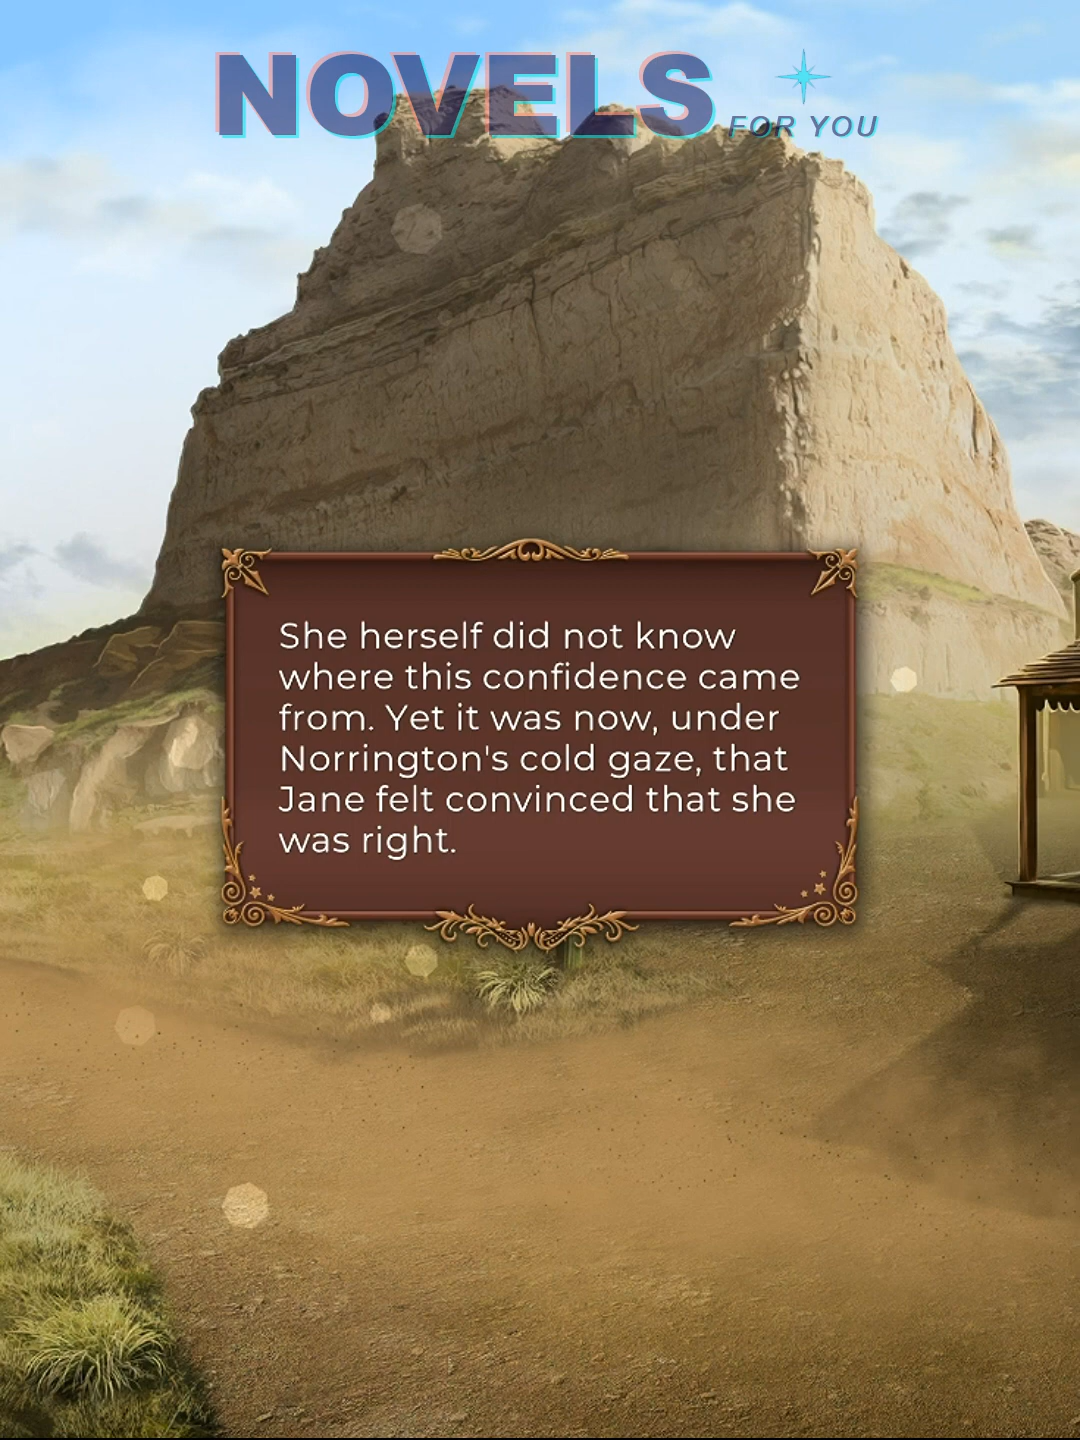 NOVELS
FOR YOU
She herself did not know
where this confidence came
from. Yet it was now, under
Norrington's cold gaze, that
Jane felt convinced that she
was right.